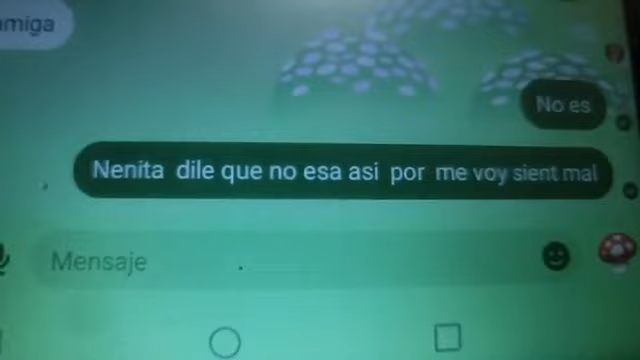 amiga
No es
Nenita dile que no esa asi por me voy sient mal
Mensaje